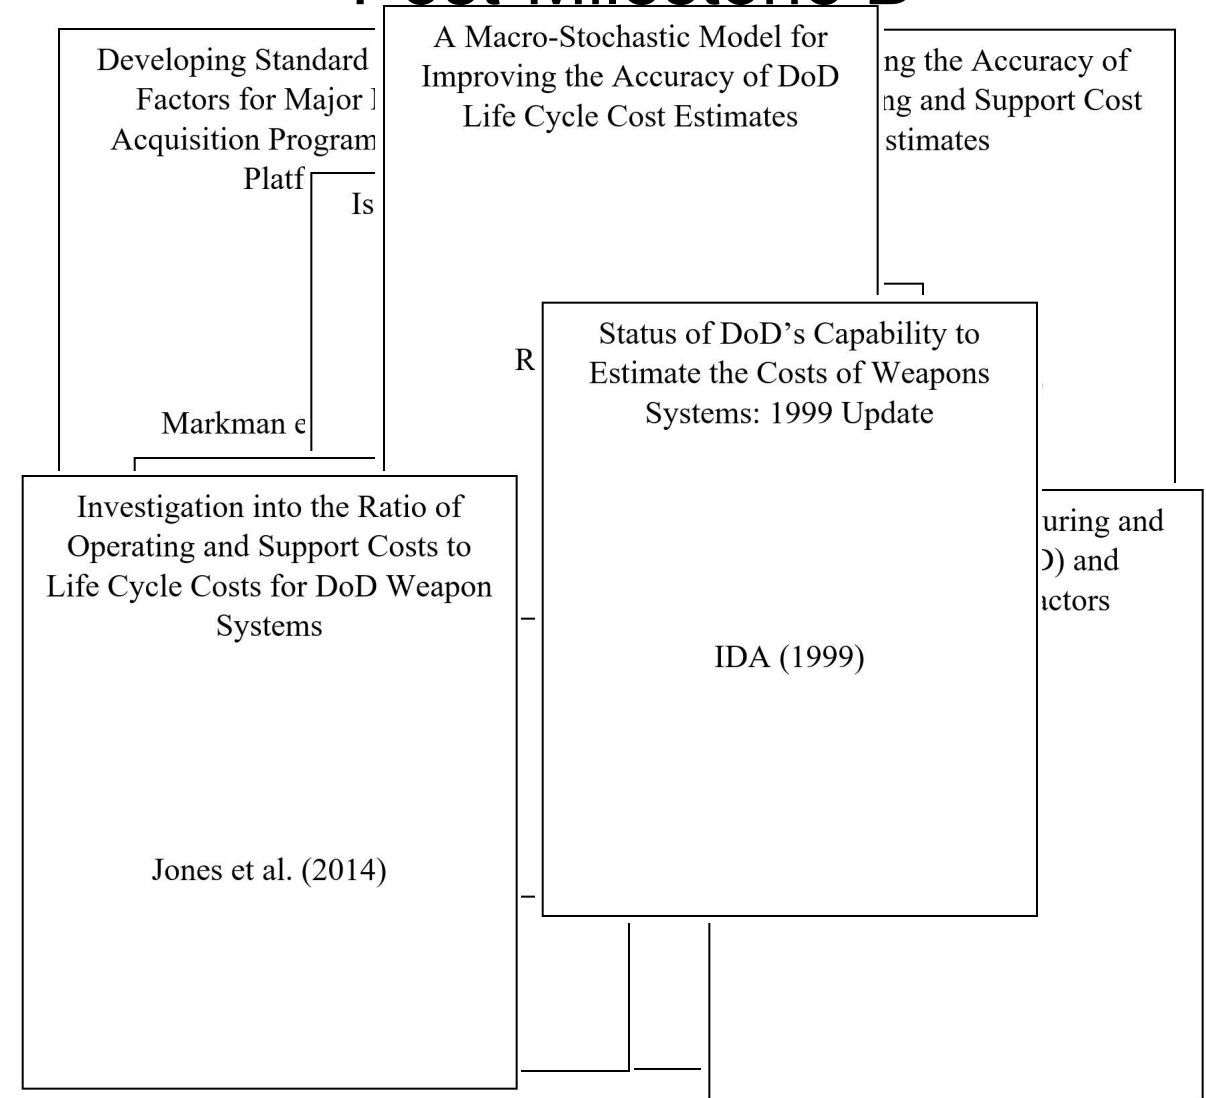 Developing Standard
Factors for Major
Acquisition Program
Platf
Is
Markman e
A Macro-Stochastic Model for
Improving the Accuracy of DoD
Life Cycle Cost Estimates
R
ng the Accuracy of
ng and Support Cost
stimates
Status of DoD’s Capability to
Estimate the Costs of Weapons
Systems: 1999 Update
IDA (1999)
Investigation into the Ratio of
Operating and Support Costs to
Life Cycle Costs for DoD Weapon
Systems
Jones et al. (2014)
uring and
D) and
actors